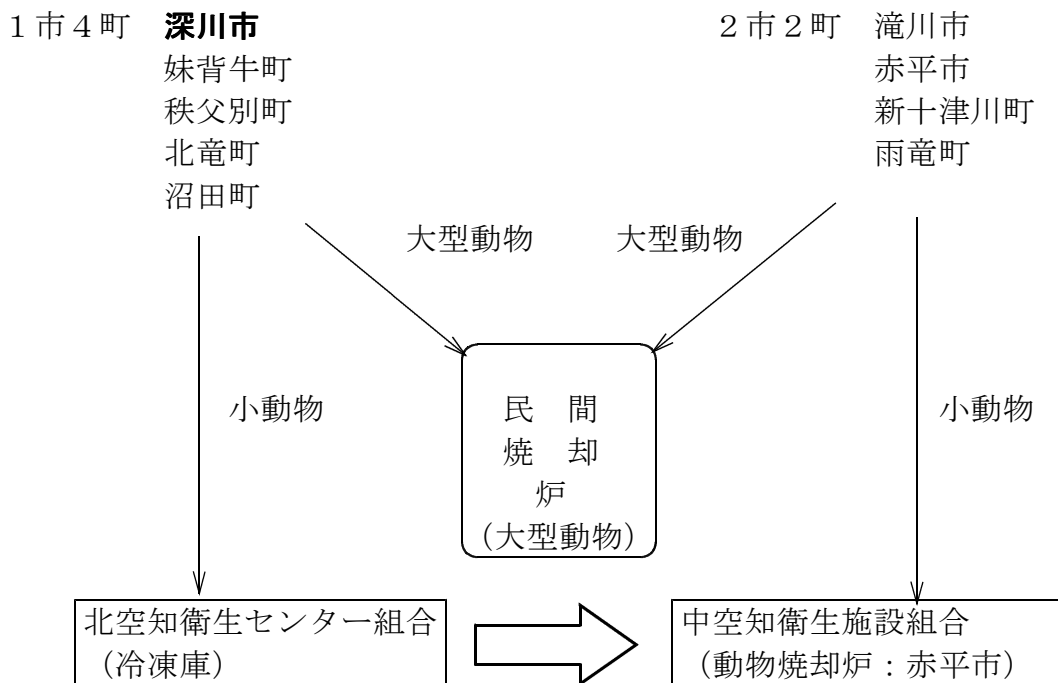 １市４町　深川市
妹背牛町
秩父別町
北竜町
沼田町
２市２町　滝川市
赤平市
新十津川町
雨竜町
大型動物
大型動物
小動物
民　間
焼　却
炉
（大型動物）
小動物
北空知衛生センター組合
（冷凍庫）
中空知衛生施設組合
（動物焼却炉：赤平市）